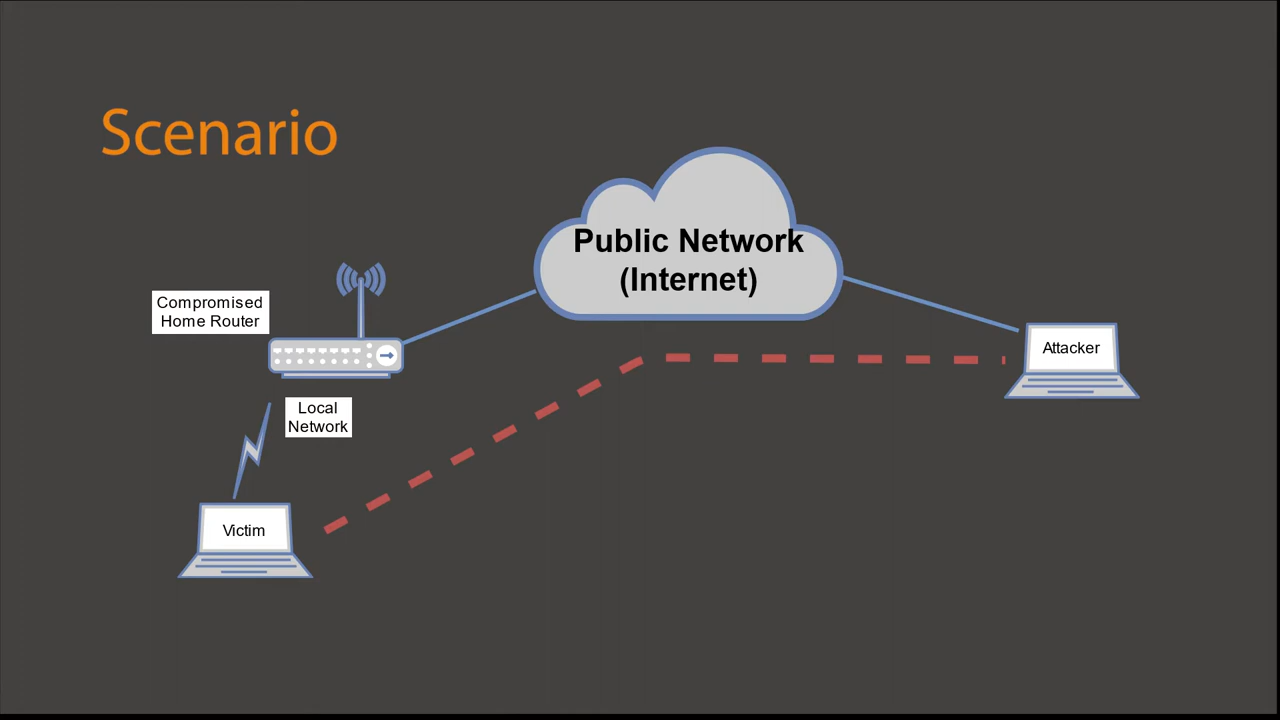 Scenario
Public Network
(Internet)
Compromised
Home Router
Attacker
Local
Network
Victim